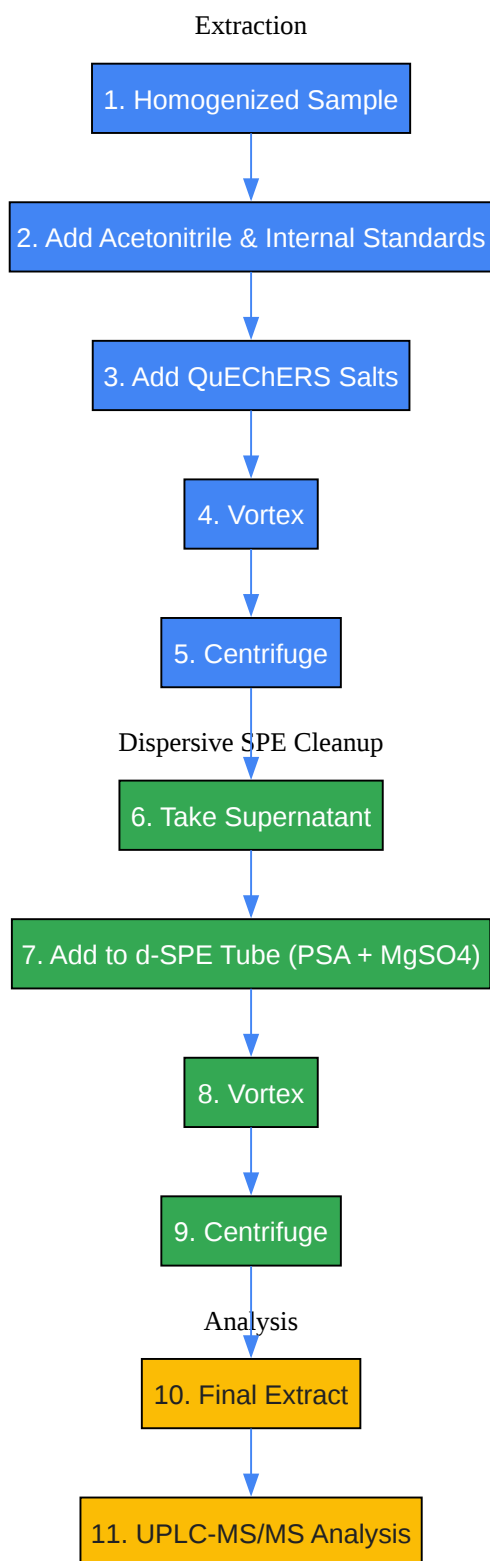 Extraction
1. Homogenized Sample
2. Add Acetonitrile & Internal Standards
3. Add QuEChERS Salts
4. Vortex
5. Centrifuge
Dispersive SPE Cleanup
6. Take Supernatant
7. Add to d-SPE Tube (PSA + MgSO4)
8. Vortex
9. Centrifuge
Analysis
10. Final Extract
11. UPLC-MS/MS Analysis